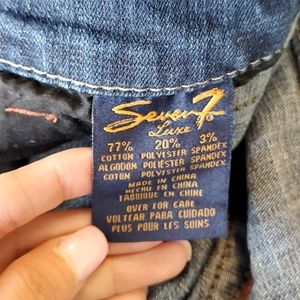 Seven7
Luxe
77% 20% 3%
COTTON POLYESTER SPANDEX
ALGODON POLIESTER SPANDEX
COTON POLYESTER SPANDEX
MADE IN CHINA
HECHO EN CHINA
FABRIQUE EN CHINE
OVER FOR CARE
VOLTEAR PARA CUIDADO
PLUS POUR LES SOINS